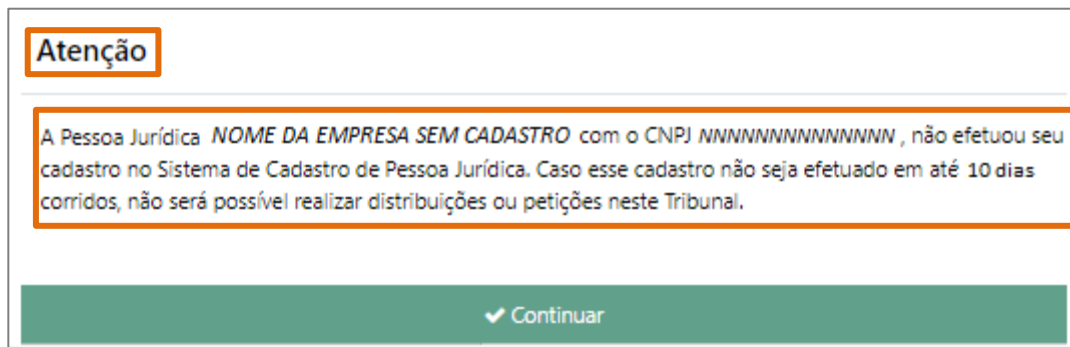 Atenção
A Pessoa Jurídica NOME DA EMPRESA SEM CADASTRO com o CNPJ NNNNNNNNNNNNNN , não efetuou seu
cadastro no Sistema de Cadastro de Pessoa Jurídica. Caso esse cadastro não seja efetuado em até 10 dias
corridos, não será possível realizar distribuições ou petições neste Tribunal.
Continuar